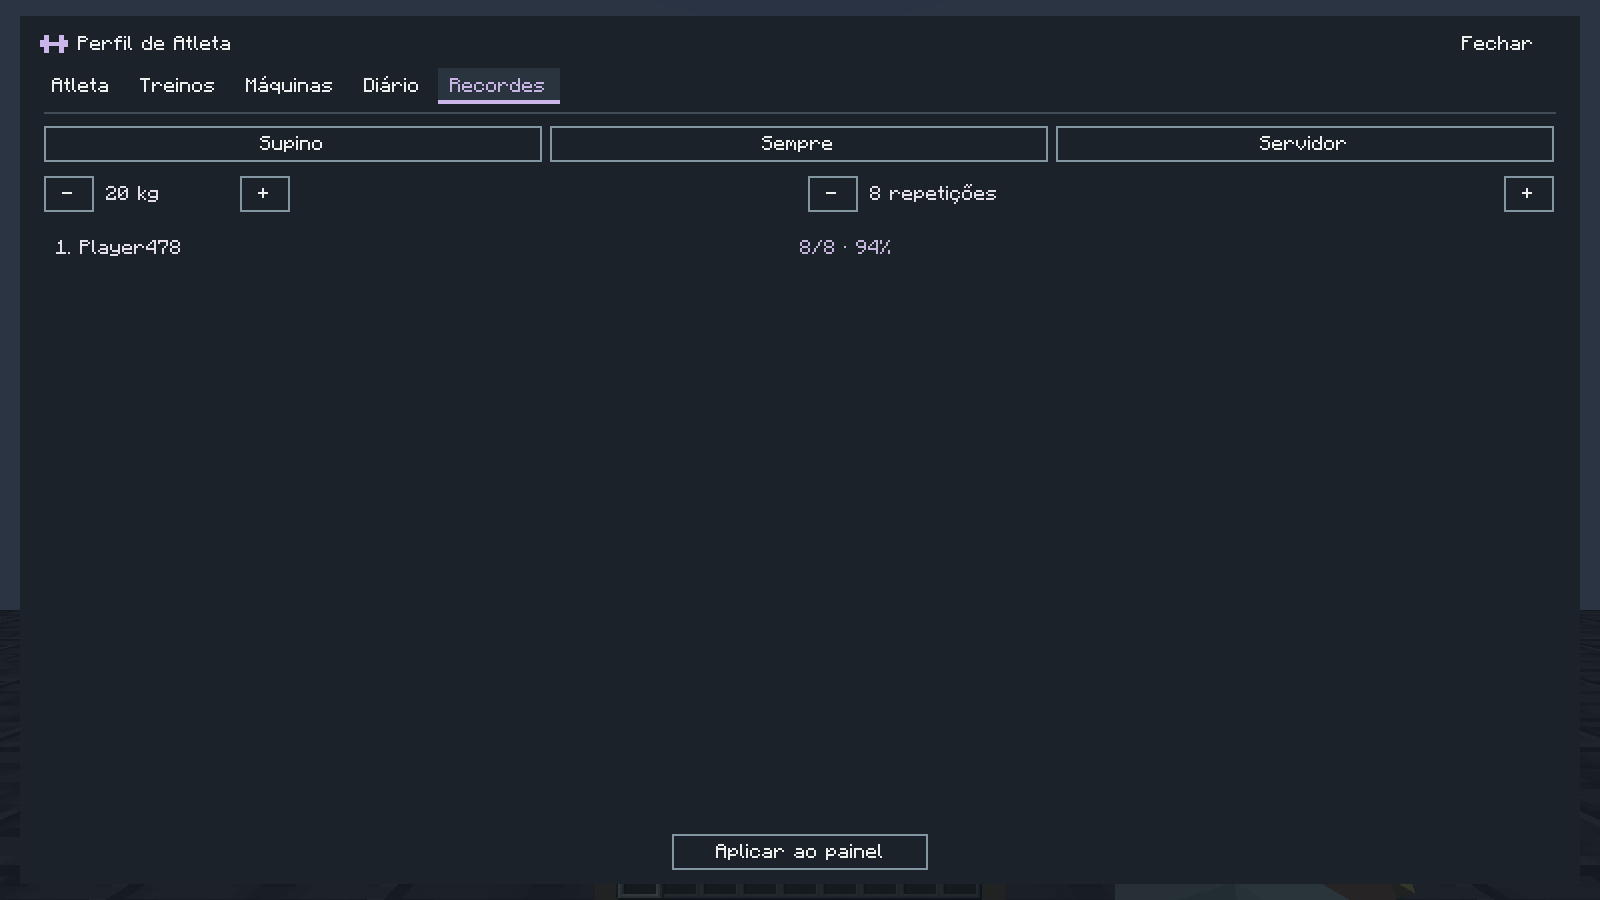 Perfil de Atleta
Fechar
Atleta Treinos Máquinas Diário Recordes
Supino Sempre Servidor
- 20 kg + - 8 repetições +
1. Player478 8/8 · 94%
Aplicar ao painel